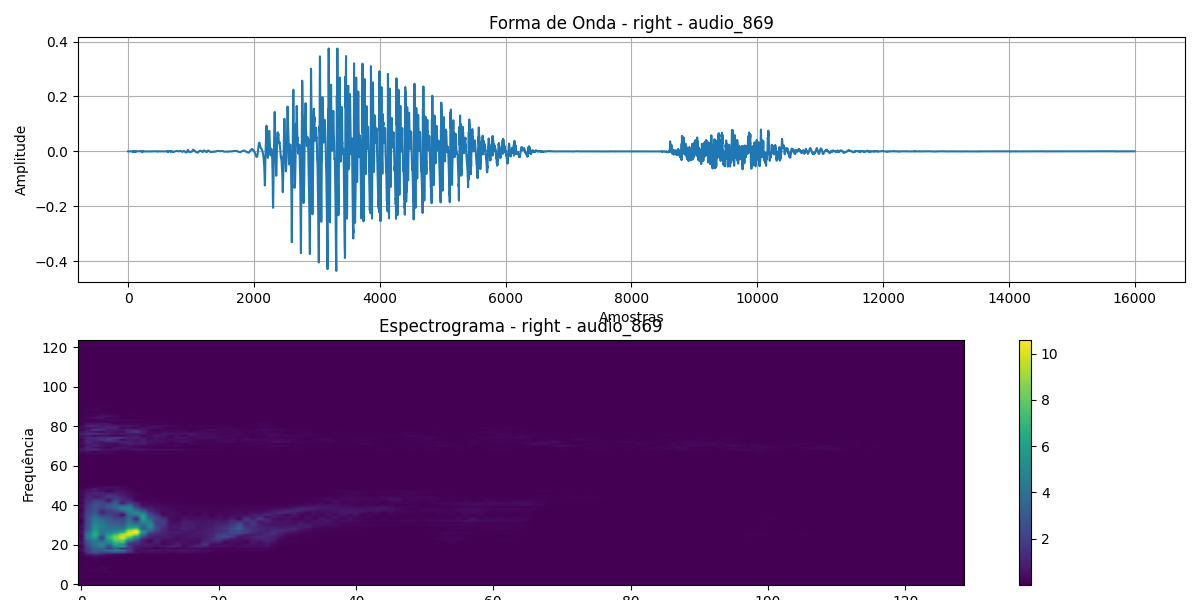 Forma de Onda - right - audio_869
0.4
0.2
0.0
−0.2
−0.4
Amplitude
0 2000 4000 6000 8000 10000 12000 14000 16000
Amostras
Espectrograma - right - audio_869
120
100
80
60
40
20
0
Frequência
10
8
6
4
2
0 20 40 60 80 100 120